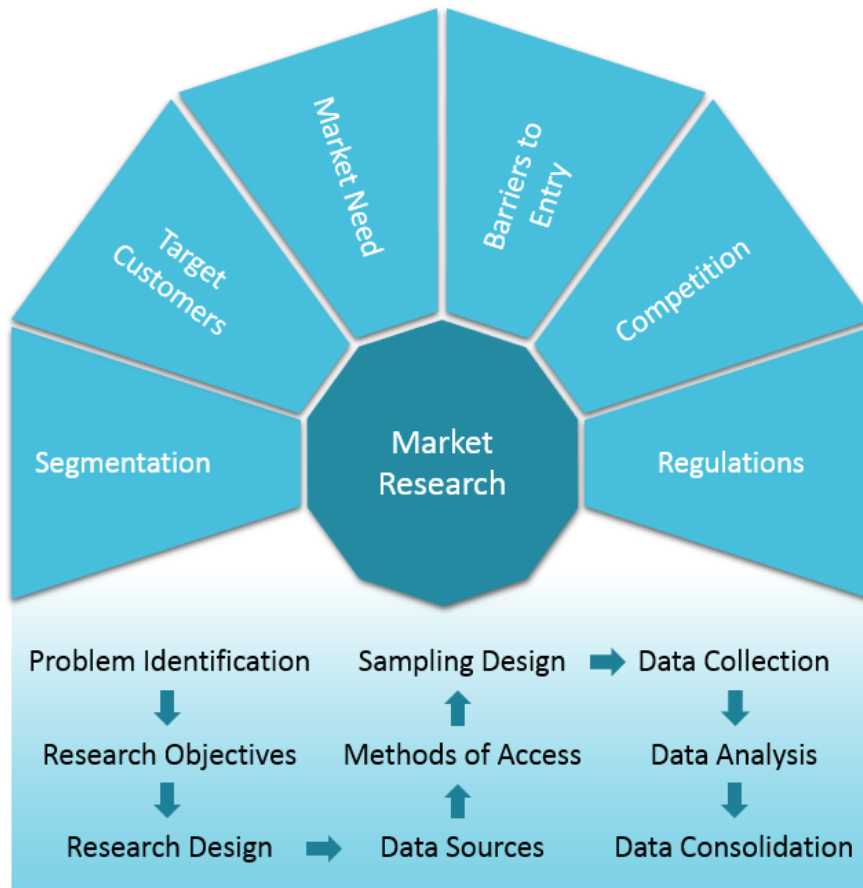 Market Need
Barriers to
Entry
Target
Customers
Competition
Segmentation
Market
Research
Regulations
Problem Identification
Research Objectives
Research Design
Data Sources
Methods of Access
Sampling Design
Data Collection
Data Analysis
Data Consolidation